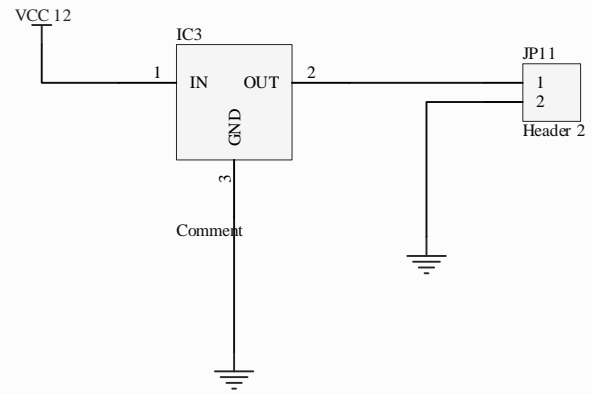 VCC 12
IC3
JP11
1
IN
OUT
2
1
2
GND
Header 2
3
Comment